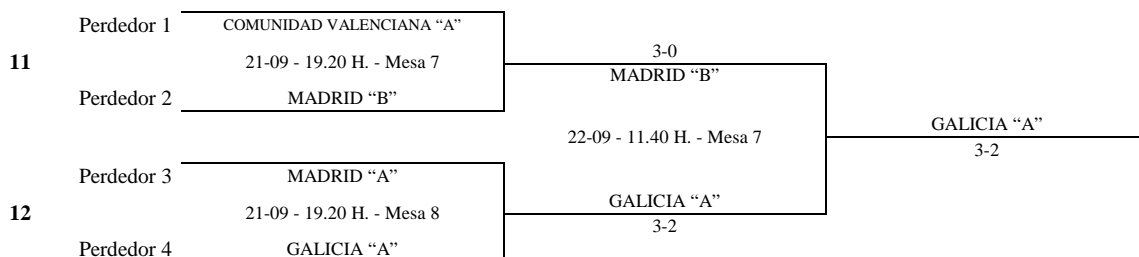 Perdedor 1 COMUNIDAD VALENCIANA “A”
11 21-09 - 19.20 H. - Mesa 7
3-0
MADRID “B”
Perdedor 2 MADRID “B”
22-09 - 11.40 H. - Mesa 7
GALICIA “A”
3-2
Perdedor 3 MADRID “A”
12 21-09 - 19.20 H. - Mesa 8
GALICIA “A”
3-2
Perdedor 4 GALICIA “A”